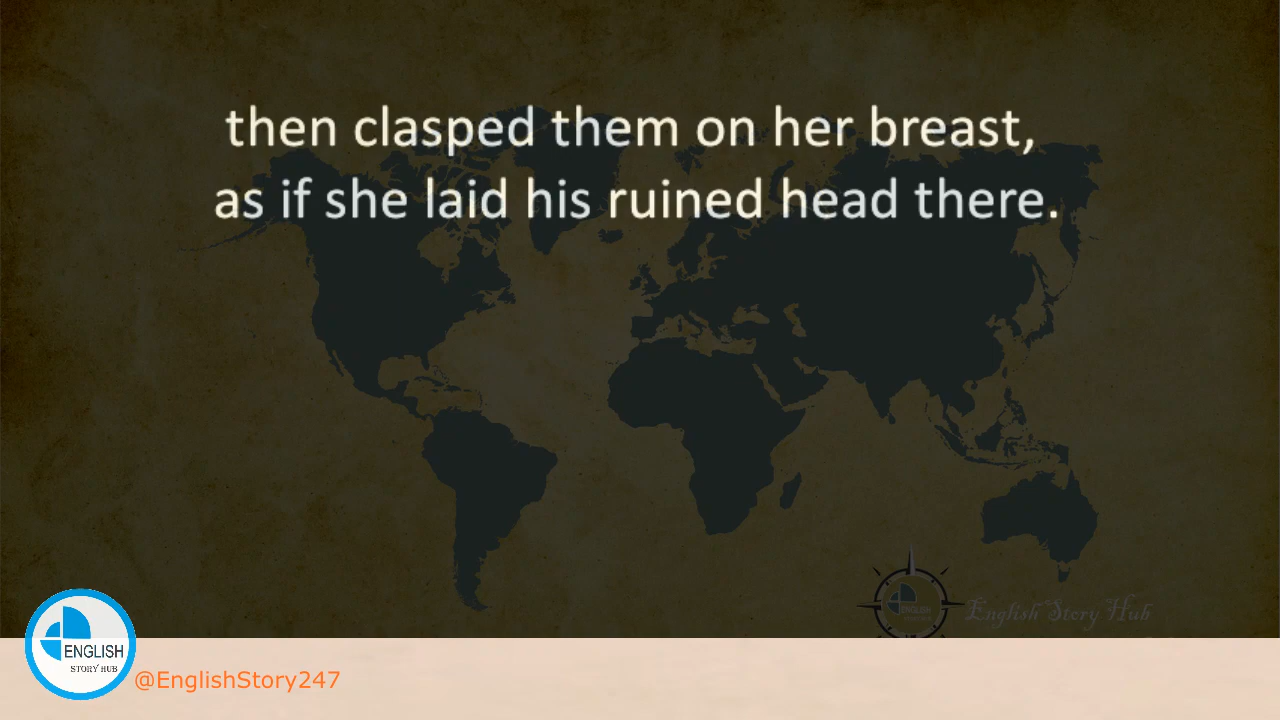 then clasped them on her breast,
as if she laid his ruined head there.
English Story Hub
ENGLISH
STORY HUB
@EnglishStory247